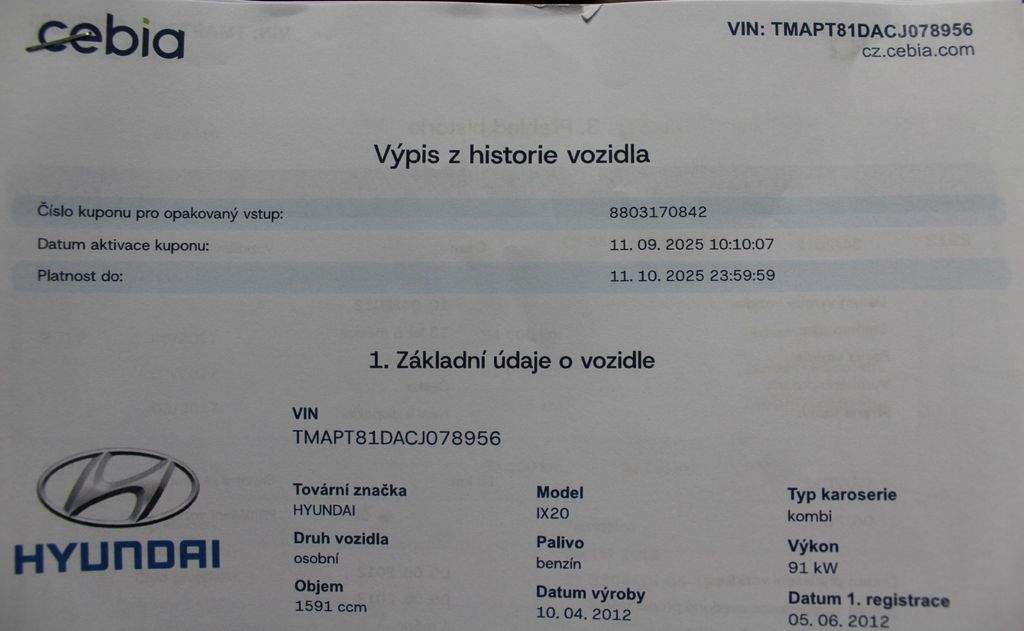 cebia
VIN: TMAPT81DACJ078956
cz.cebia.com
Výpis z historie vozidla
Číslo kuponu pro opakovaný vstup: 8803170842
Datum aktivace kuponu: 11. 09. 2025 10:10:07
Platnost do: 11. 10. 2025 23:59:59
1. Základní údaje o vozidle
VIN
TMAPT81DACJ078956
Tovární značka Model Typ karoserie
HYUNDAI IX20 kombi
Druh vozidla Palivo Výkon
osobní benzín 91 kW
Objem Datum výroby Datum 1. registrace
1591 ccm 10. 04. 2012 05. 06. 2012
HYUNDAI